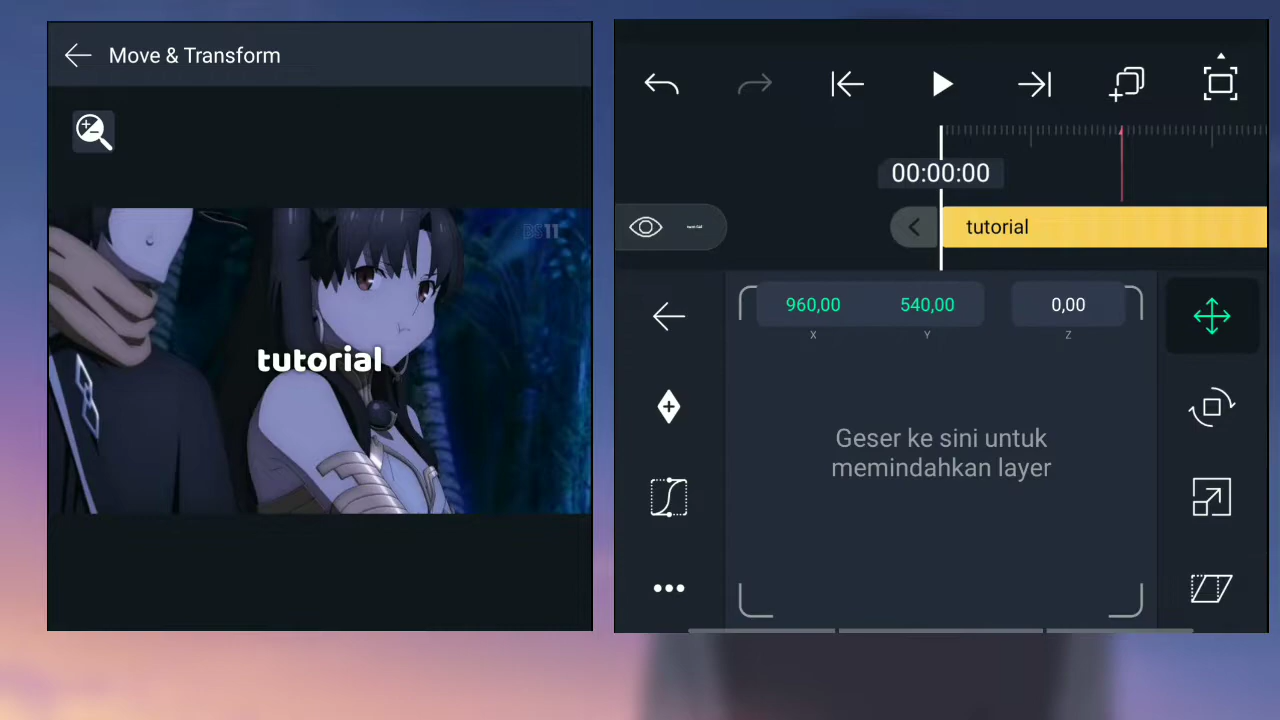 Move & Transform
BS11
tutorial
00:00:00
tutorial
960,00
540,00
0,00
X
Y
Z
Geser ke sini untuk
memindahkan layer